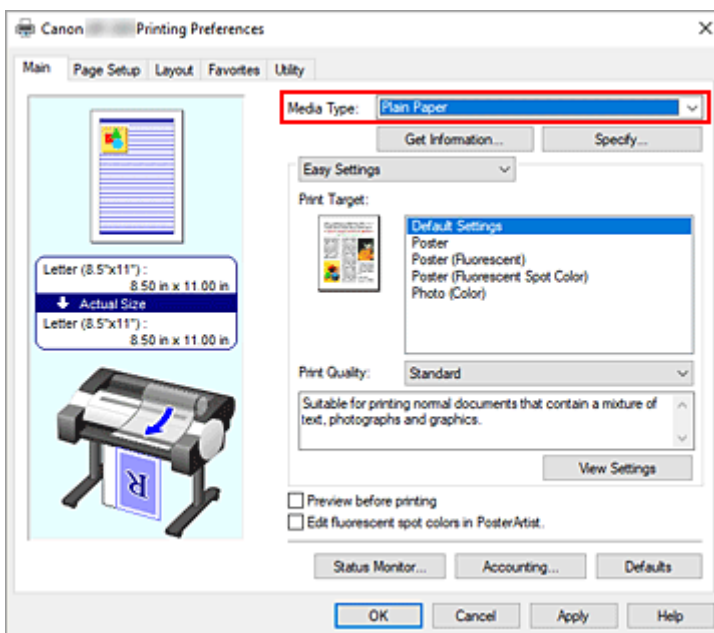 Canon Printing Preferences
Main Page Setup Layout Favorites Utility
Media Type: Plain Paper
Get Information... Specify...
Easy Settings
Print Target:
Default Settings
Poster
Poster (Fluorescent)
Poster (Fluorescent Spot Color)
Photo (Color)
Letter (8.5"x11") :
8.50 in x 11.00 in
Actual Size
Letter (8.5"x11") :
8.50 in x 11.00 in
R
Print Quality: Standard
Suitable for printing normal documents that contain a mixture of
text, photographs and graphics.
View Settings
Preview before printing
Edit fluorescent spot colors in PosterArtist.
Status Monitor... Accounting... Defaults
OK Cancel Apply Help